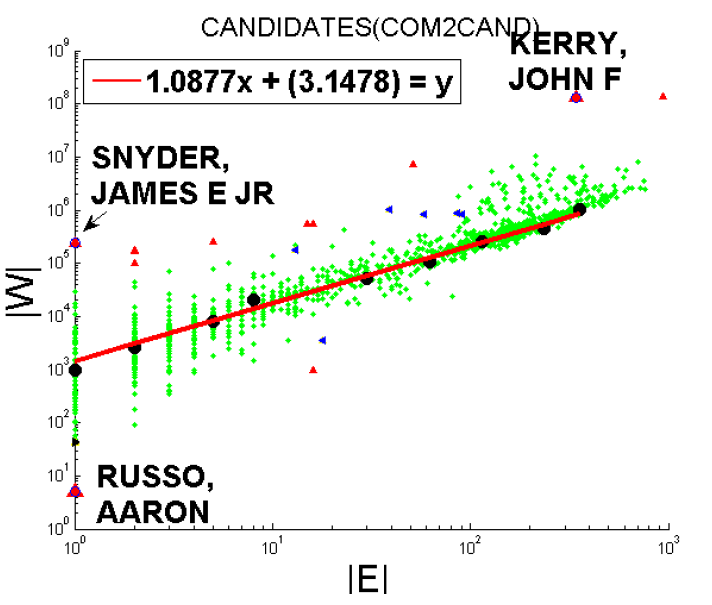 CANDIDATES(COM2CAND)
KERRY,
JOHN F
1.0877x + (3.1478) = y
SNYDER,
JAMES E JR
RUSSO,
AARON
|W|
|E|
10^9
10^8
10^7
10^6
10^5
10^4
10^3
10^2
10^1
10^0
10^0
10^1
10^2
10^3